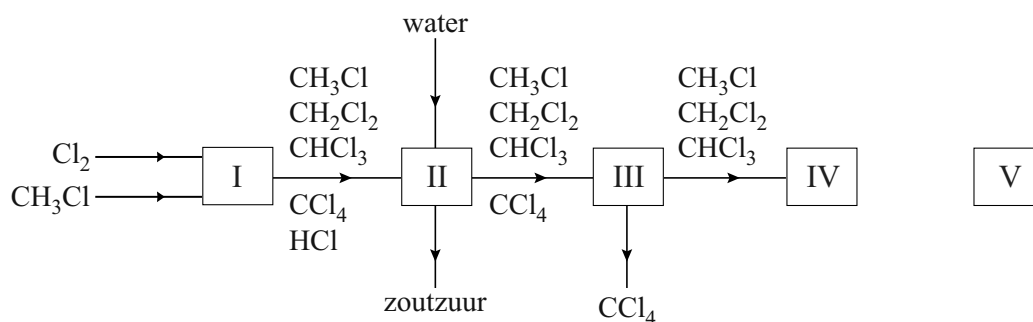 water
CH₃Cl
CH₂Cl₂
CHCl₃
CH₃Cl
CH₂Cl₂
CHCl₃
CH₃Cl
CH₂Cl₂
CHCl₃
Cl₂
CH₃Cl
I
II
III
IV
V
CCl₄
HCl
CCl₄
zoutzuur
CCl₄